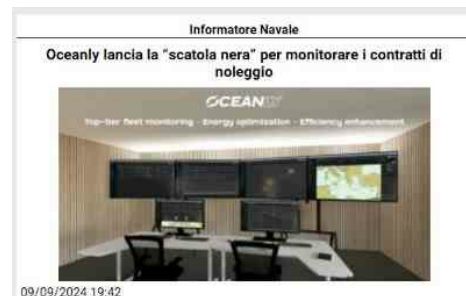 Informatore Navale
Oceanly lancia la "scatola nera" per monitorare i contratti di
noleggio
OCEANLY
Top-tier fleet monitoring - Energy optimization - Efficiency enhancement
09/09/2024 19:42